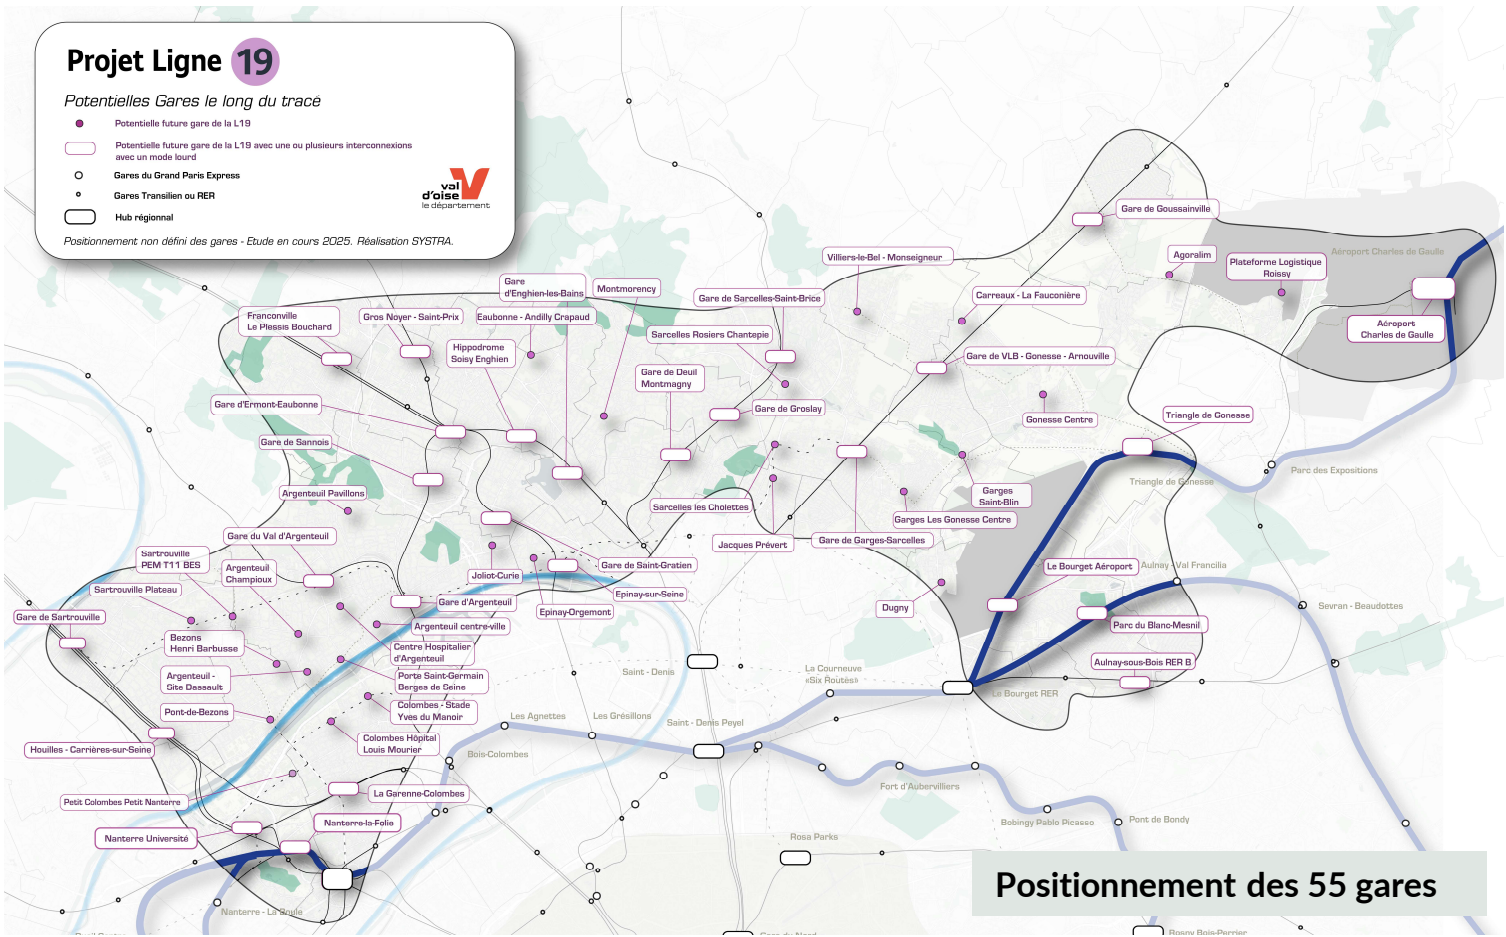 Projet Ligne 19
Potentielles Gares le long du tracé
Potentielle future gare de la L19
Potentielle future gare de la L19 avec une ou plusieurs interconnexions
avec un mode lourd
Gares du Grand Paris Express
Gares Transilien ou RER
Hub régionnal
val
d'oise
le département
Positionnement non défini des gares - Etude en cours 2025. Réalisation SYSTRA.
Gare de Goussainville
Agoralim
Plateforme Logistique
Roissy
Aéroport Charles de Gaulle
Aéroport
Charles de Gaulle
Villiers-le-Bel - Monseigneur
Carreaux - La Fauconière
Gare
d'Enghien-les-Bains
Montmorency
Gare de Sarcelles-Saint-Brice
Franconville
Le Plessis Bouchard
Gros Noyer - Saint-Prix
Eaubonne - Andilly Crapaud
Sarcelles Rosiers Chantepie
Hippodrome
Soisy Enghien
Gare de Deuil
Montmagny
Gare de VLB - Gonesse - Arnouville
Gare d'Ermont-Eaubonne
Gare de Groslay
Gonesse Centre
Triangle de Gonesse
Gare de Sannois
Parc des Expositions
Triangle de Gonesse
Argenteuil Pavillons
Sarcelles les Cholettes
Garges
Saint-Blin
Garges Les Gonesse Centre
Gare du Val d'Argenteuil
Jacques Prévert
Gare de Garges-Sarcelles
Sartrouville
PEM T11 BES
Argenteuil
Champioux
Joliot-Curie
Gare de Saint-Gratien
Le Bourget Aéroport
Aulnay - Val Francilia
Sartrouville Plateau
Gare d'Argenteuil
Epinay-sur-Seine
Epinay-Orgemont
Dugny
Sevran - Beaudottes
Gare de Sartrouville
Argenteuil centre-ville
Parc du Blanc-Mesnil
Bezons
Henri Barbusse
Centre Hospitalier
d'Argenteuil
Aulnay-sous-Bois RER B
Argenteuil -
Site Dassault
Porte Saint-Germain
Berges de Seine
Saint - Denis
La Courneuve
«Six Routes»
Le Bourget RER
Pont-de-Bezons
Colombes - Stade
Yves du Manoir
Les Agnettes
Les Grésillons
Saint - Denis Peyel
Houilles - Carrières-sur-Seine
Colombes Hôpital
Louis Mourier
Bois-Colombes
Petit Colombes Petit Nanterre
La Garenne-Colombes
Fort d'Aubervilliers
Nanterre Université
Nanterre-la-Folie
Bobingy Pablo Picasso
Pont de Bondy
Rosa Parks
Nanterre - La Boule
Positionnement des 55 gares
Rosny Bois-Perrier